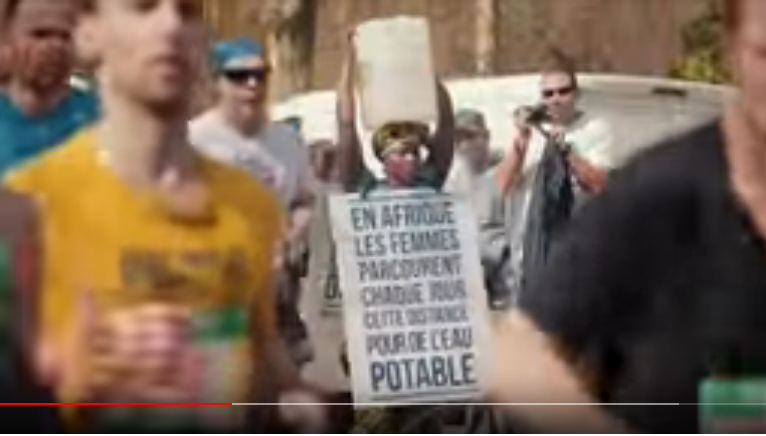 EN AFRIQUE
LES FEMMES
PARCOURENT
CHAQUE JOUR
CETTE DISTANCE
POUR DE L'EAU
POTABLE